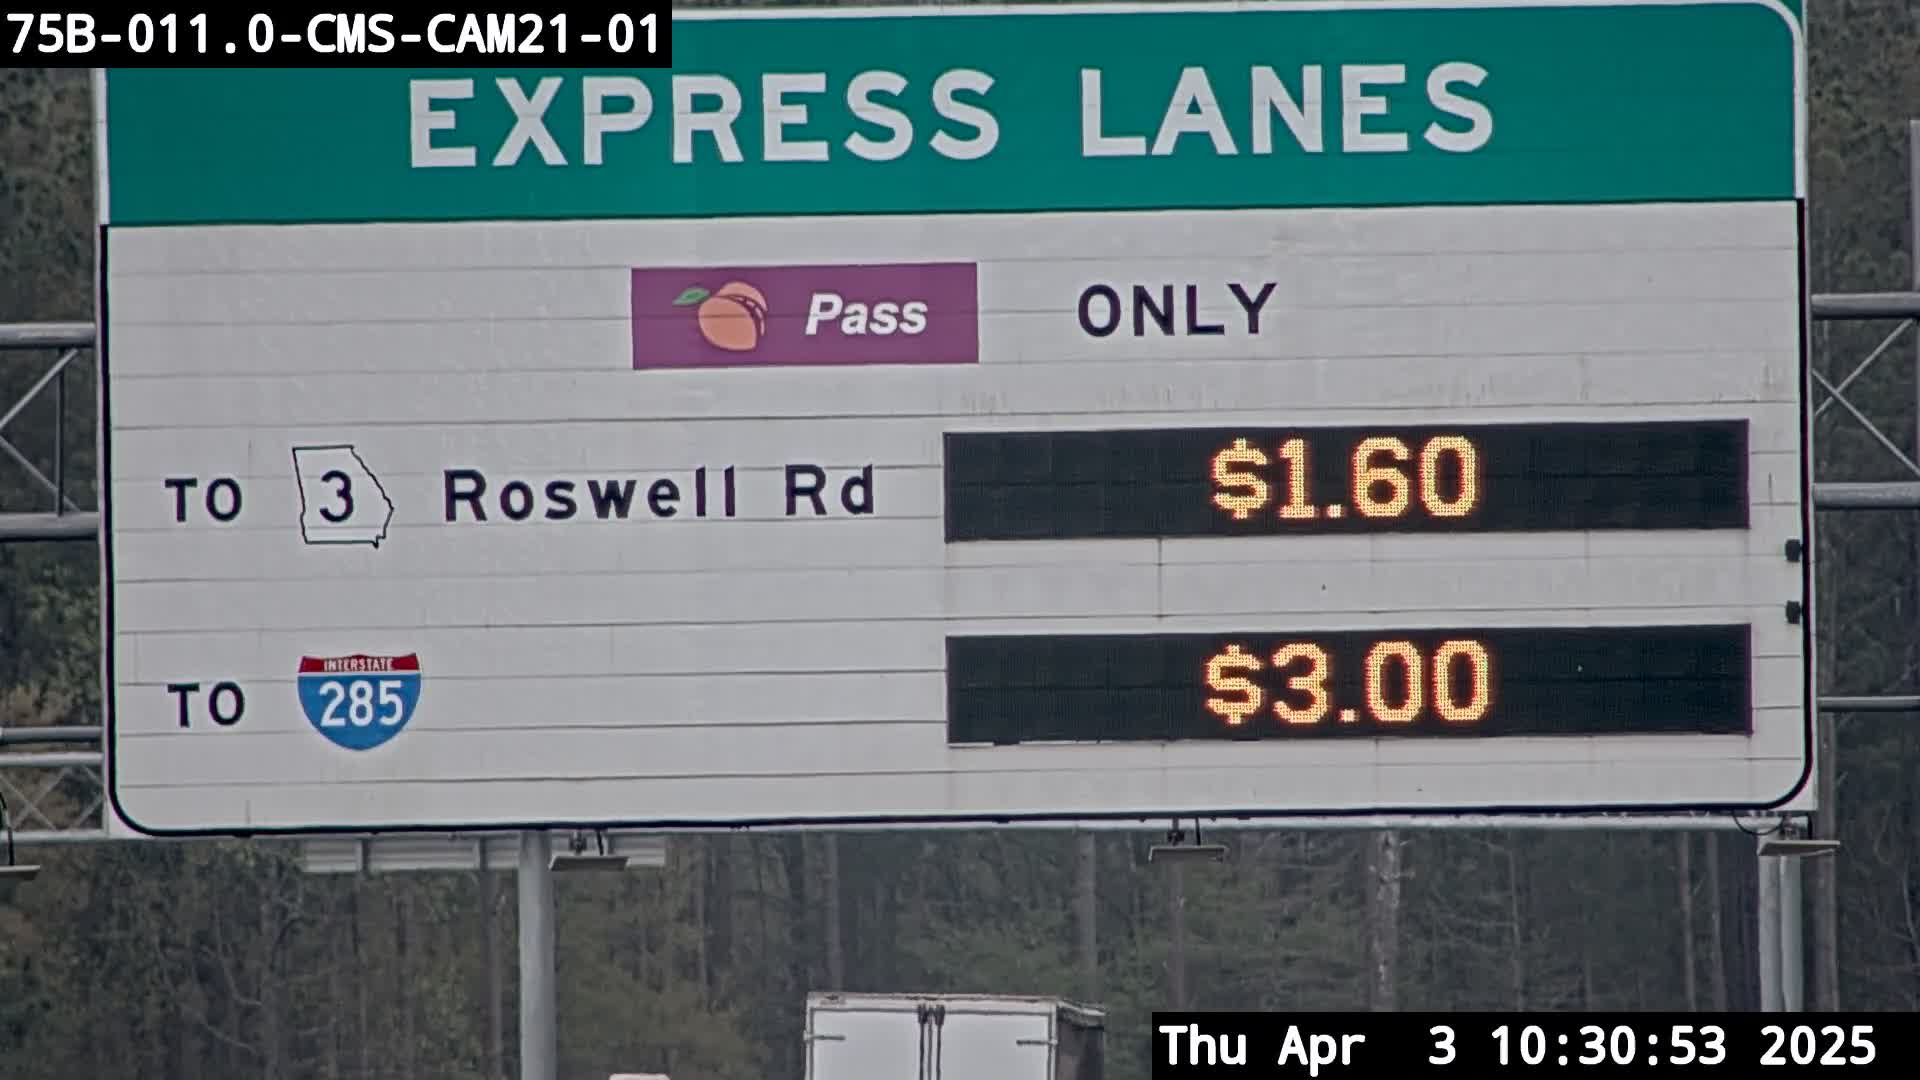 75B-011.0-CMS-CAM21-01
EXPRESS LANES
Pass ONLY
TO 3 Roswell Rd $1.60
TO INTERSTATE 285 $3.00
Thu Apr 3 10:30:53 2025